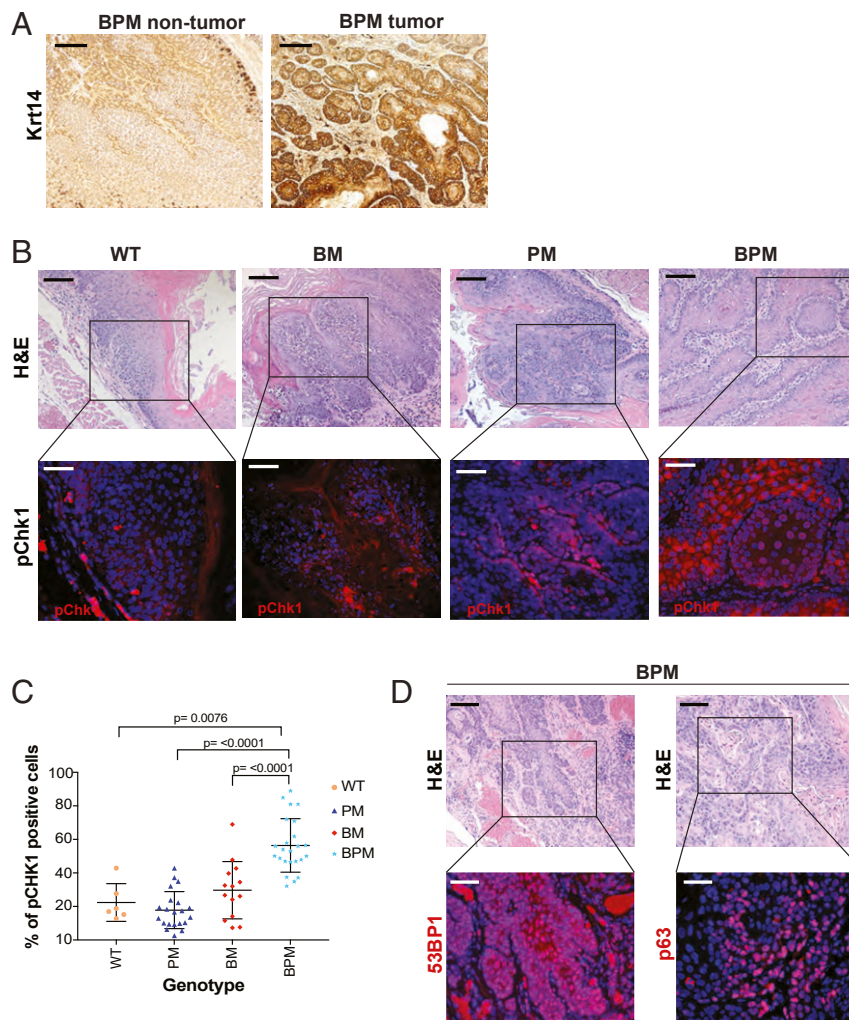 A
BPM non-tumor
BPM tumor
Krt14
B
WT
BM
PM
BPM
H&E
pChk1
pChk1
pChk1
pChk1
pChk1
C
p= 0.0076
p= <0.0001
p= <0.0001
% of pCHK1 positive cells
100
80
60
40
20
10
WT
PM
BM
BPM
WT
PM
BM
BPM
Genotype
D
BPM
H&E
H&E
53BP1
p63